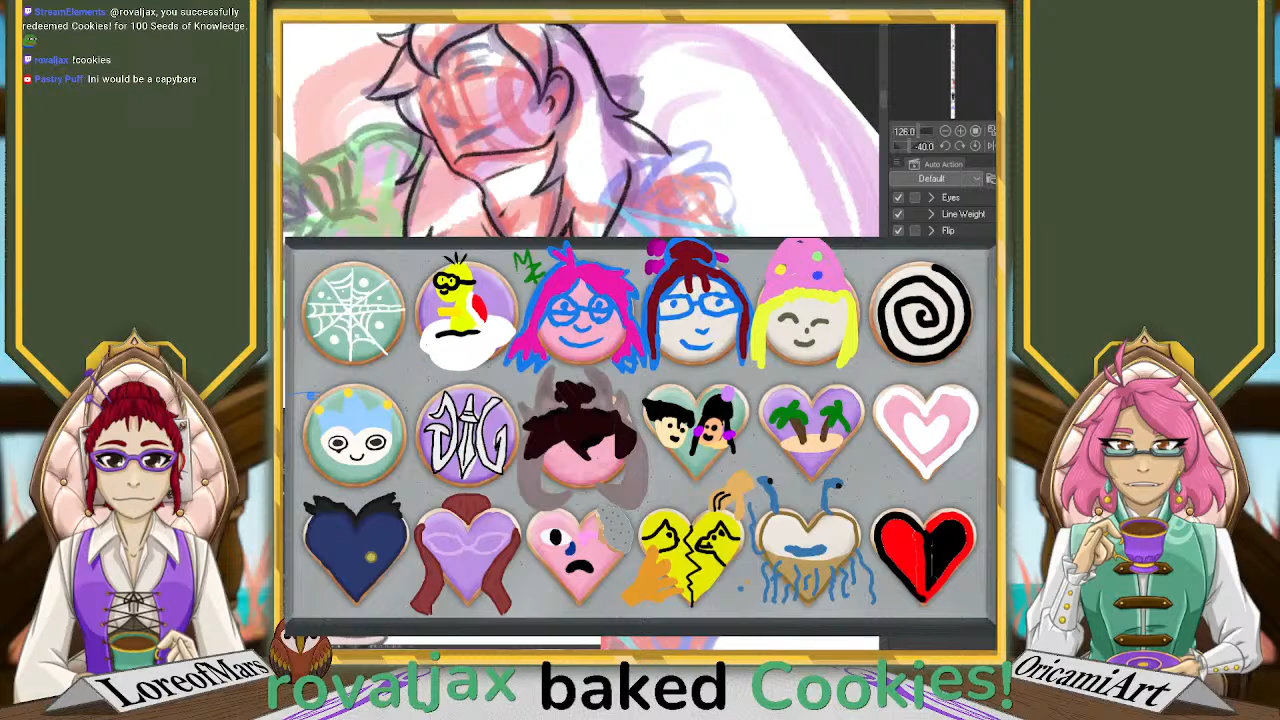 StreamElements @rovaljax, you successfully
redeemed Cookies! for 100 Seeds of Knowledge.
rovaljax !cookies
Pastry Puff Ini would be a capybara
126.0
-40.0
Auto Action
Default
Eyes
Line Weight
Flip
LoreofMars
OricamiArt
rovaljax baked Cookies!